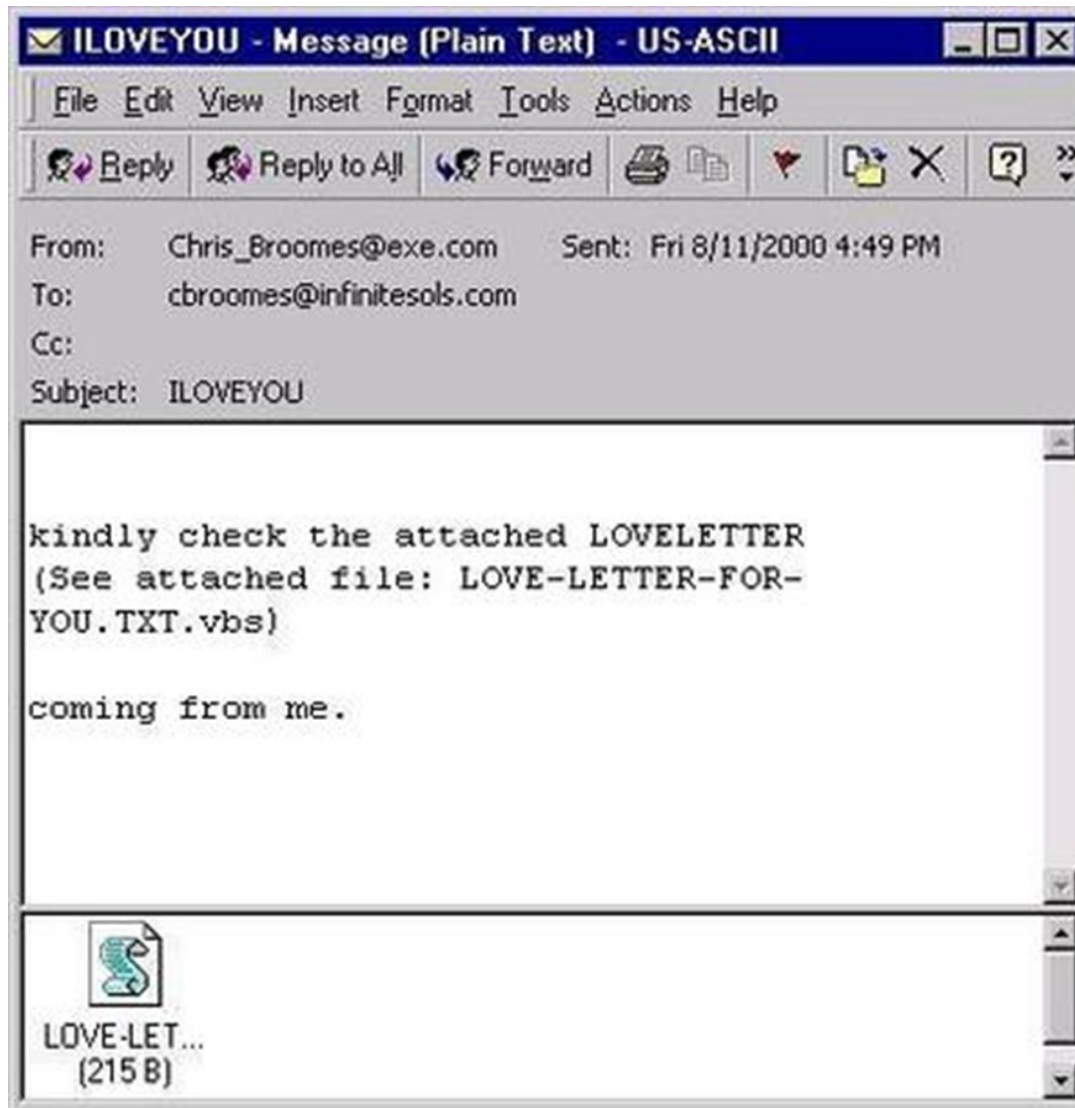 ILOVEYOU - Message (Plain Text) - US-ASCII
File Edit View Insert Format Tools Actions Help
Reply Reply to All Forward
From: Chris_Broomes@exe.com Sent: Fri 8/11/2000 4:49 PM
To: cbroomes@infinitesols.com
Cc:
Subject: ILOVEYOU
kindly check the attached LOVELETTER
(See attached file: LOVE-LETTER-FOR-
YOU.TXT.vbs)
coming from me.
LOVE-LET...
(215 B)